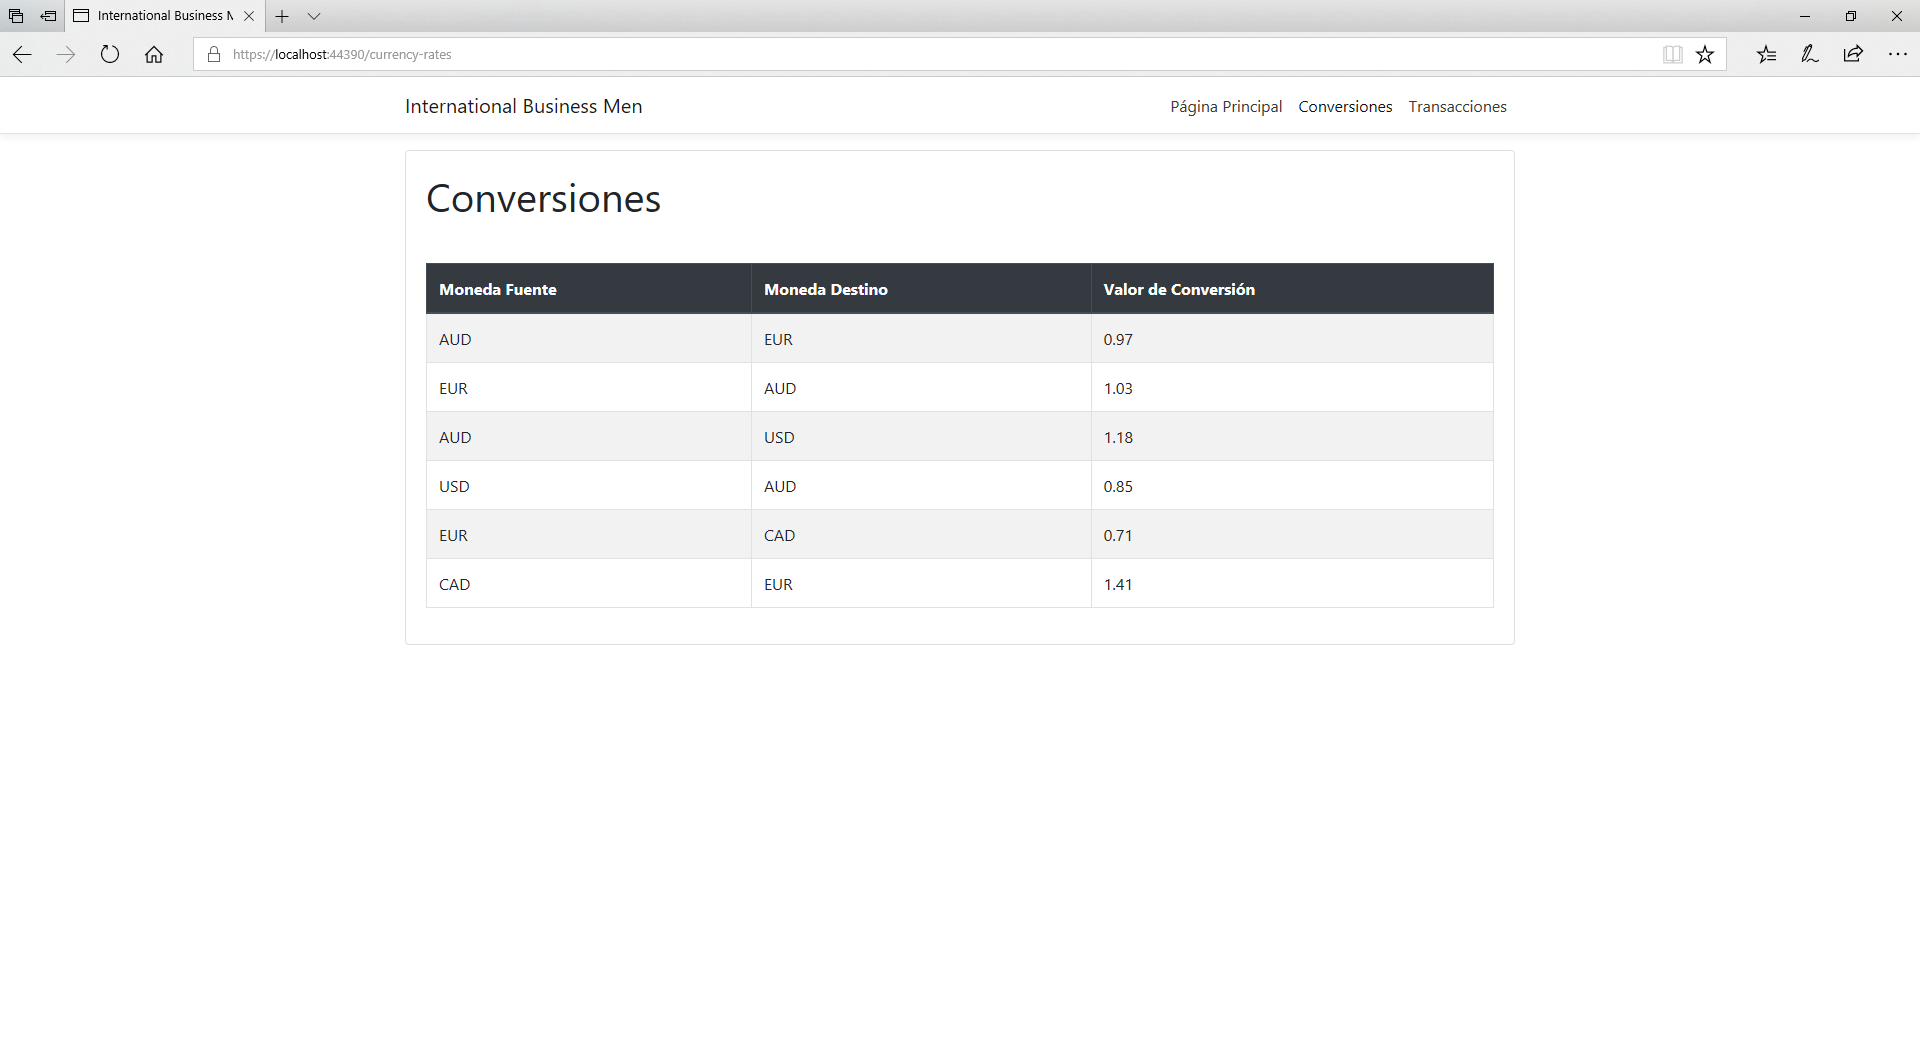 International Business M
https://localhost:44390/currency-rates
International Business Men
Página Principal Conversiones Transacciones
Conversiones
Moneda Fuente Moneda Destino Valor de Conversión
AUD EUR 0.97
EUR AUD 1.03
AUD USD 1.18
USD AUD 0.85
EUR CAD 0.71
CAD EUR 1.41